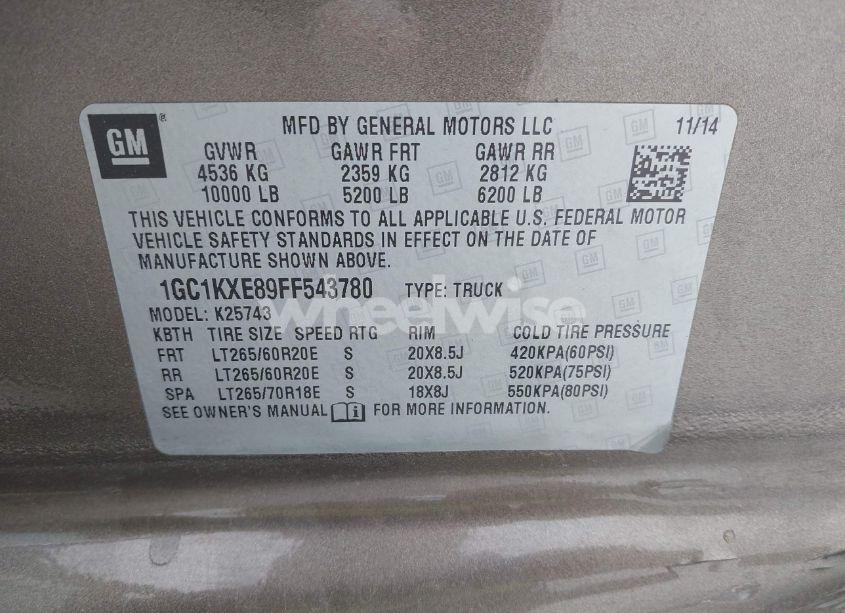 GM ® MFD BY GENERAL MOTORS LLC 11/14
GVWR GAWR FRT GAWR RR
4536 KG 2359 KG 2812 KG
10000 LB 5200 LB 6200 LB
THIS VEHICLE CONFORMS TO ALL APPLICABLE U.S. FEDERAL MOTOR
VEHICLE SAFETY STANDARDS IN EFFECT ON THE DATE OF
MANUFACTURE SHOWN ABOVE.
1GC1KXE89FF543780 TYPE: TRUCK
wheelwise
MODEL: K25743
KBTH TIRE SIZE SPEED RTG RIM COLD TIRE PRESSURE
FRT LT265/60R20E S 20X8.5J 420KPA(60PSI)
RR LT265/60R20E S 20X8.5J 520KPA(75PSI)
SPA LT265/70R18E S 18X8J 550KPA(80PSI)
SEE OWNER'S MANUAL i FOR MORE INFORMATION.